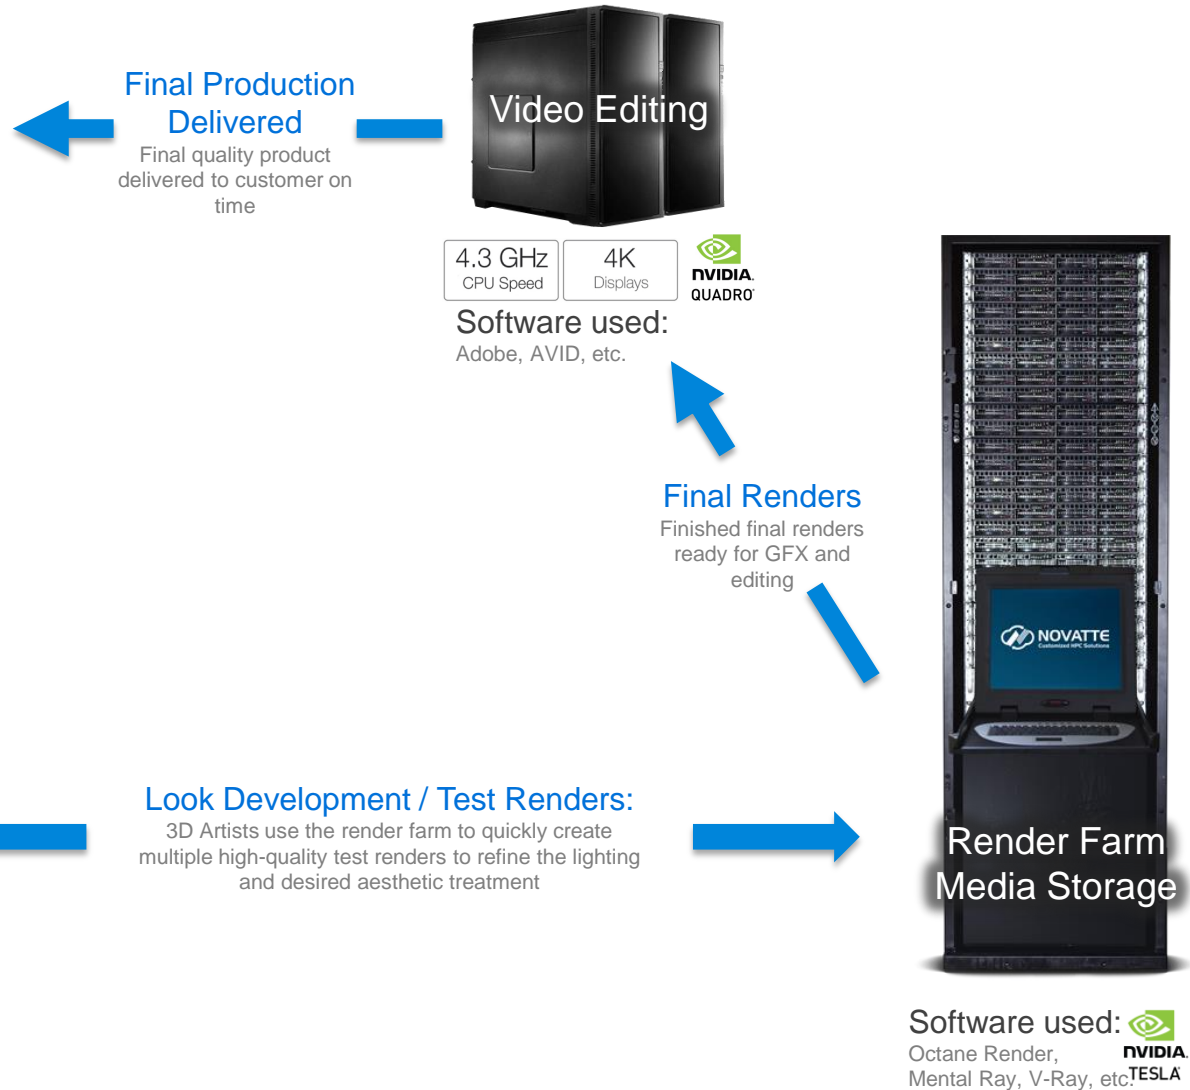 Final Production
Delivered
Final quality product
delivered to customer on
time
Video Editing
4.3 GHz
CPU Speed
4K
Displays
NVIDIA.
QUADRO
Software used:
Adobe, AVID, etc.
Final Renders
Finished final renders
ready for GFX and
editing
NOVATTE
Customized HPC Solutions
Look Development / Test Renders:
3D Artists use the render farm to quickly create
multiple high-quality test renders to refine the lighting
and desired aesthetic treatment
Render Farm
Media Storage
Software used:
Octane Render,
Mental Ray, V-Ray, etc.
NVIDIA.
TESLA